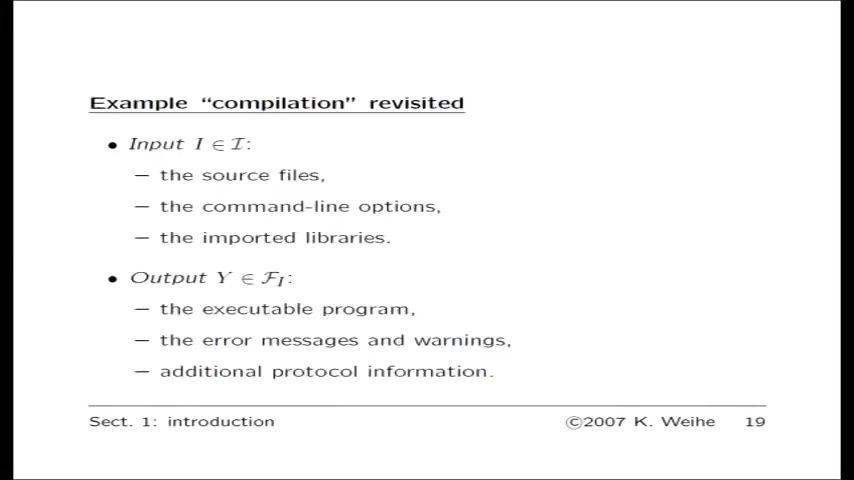 Example “compilation” revisited
• Input I ∈ ℐ:
– the source files,
– the command-line options,
– the imported libraries.
• Output Y ∈ ℱ_I:
– the executable program,
– the error messages and warnings,
– additional protocol information.
Sect. 1: introduction ©2007 K. Weihe 19